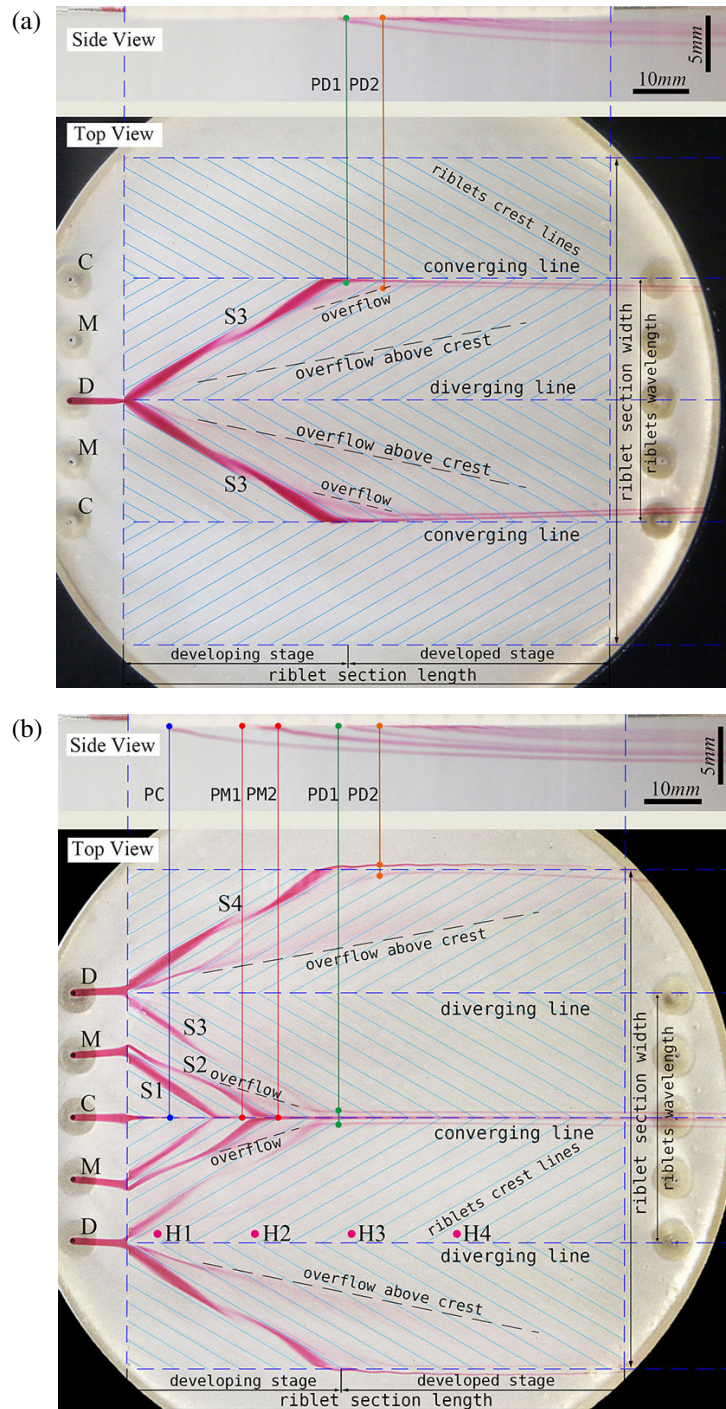 (a)
Side View
PD1 PD2
10mm
5mm
Top View
riblets crest lines
C
converging line
S3
overflow
M
overflow above crest
D
diverging line
riblet section width
riblets wavelength
overflow above crest
M
S3
overflow
C
converging line
developing stage
developed stage
riblet section length
(b)
Side View
PC
PM1 PM2
PD1 PD2
10mm
5mm
Top View
S4
overflow above crest
D
diverging line
S3
M
S2
overflow
S1
C
converging line
overflow
M
riblets crest lines
riblet section width
riblets wavelength
D
H1
H2
H3
H4
diverging line
overflow above crest
developing stage
developed stage
riblet section length